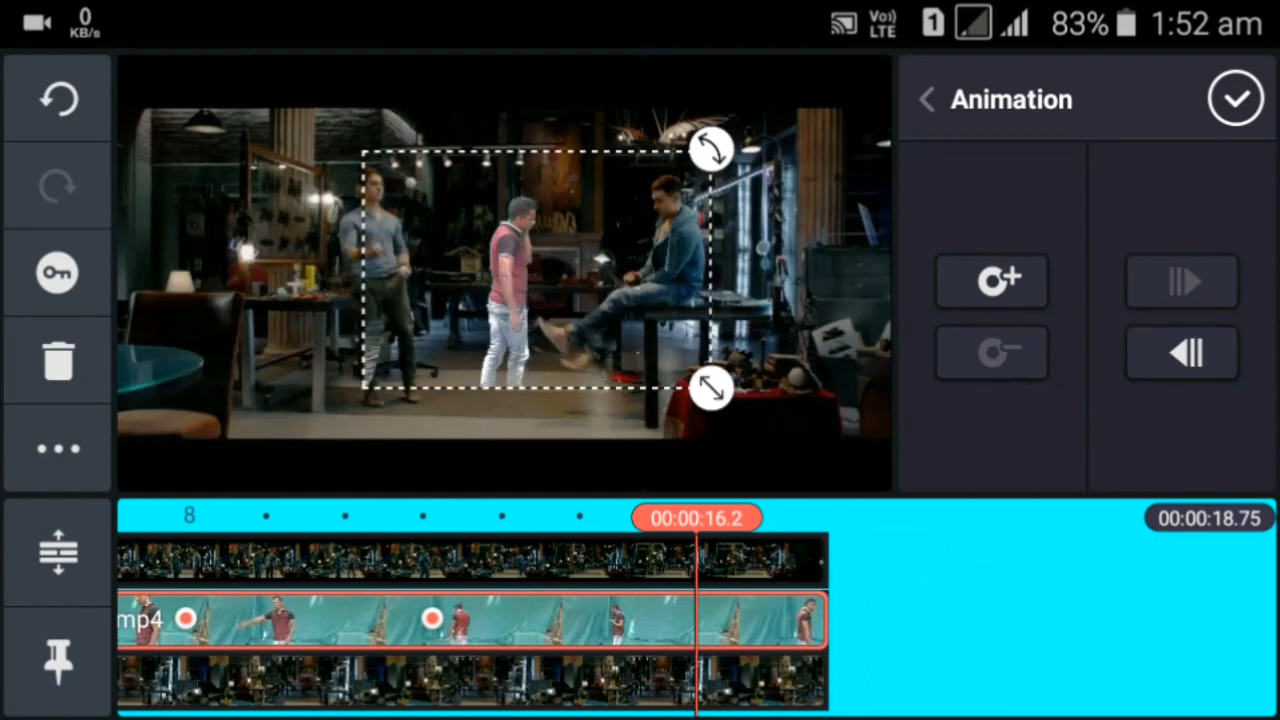 0
KB/s
Vo))
LTE
1
83%
1:52 am
Animation
8
00:00:16.2
00:00:18.75
mp4